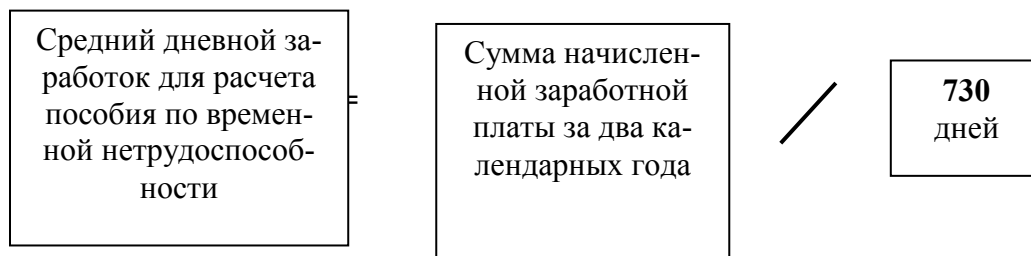 Средний дневной за-
работок для расчета
пособия по времен-
ной нетрудоспособ-
ности
=
Сумма начислен-
ной заработной
платы за два ка-
лендарных года
/
730
дней